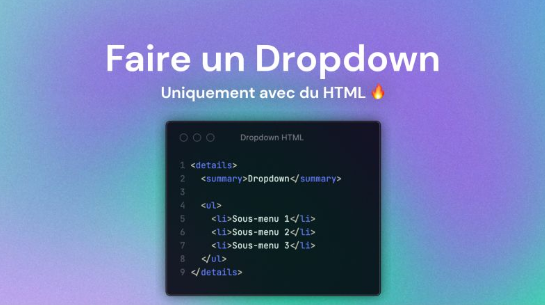 Faire un Dropdown
Uniquement avec du HTML 🔥
Dropdown HTML
1 <details>
2   <summary>Dropdown</summary>
3
4   <ul>
5     <li>Sous-menu 1</li>
6     <li>Sous-menu 2</li>
7     <li>Sous-menu 3</li>
8   </ul>
9 </details>